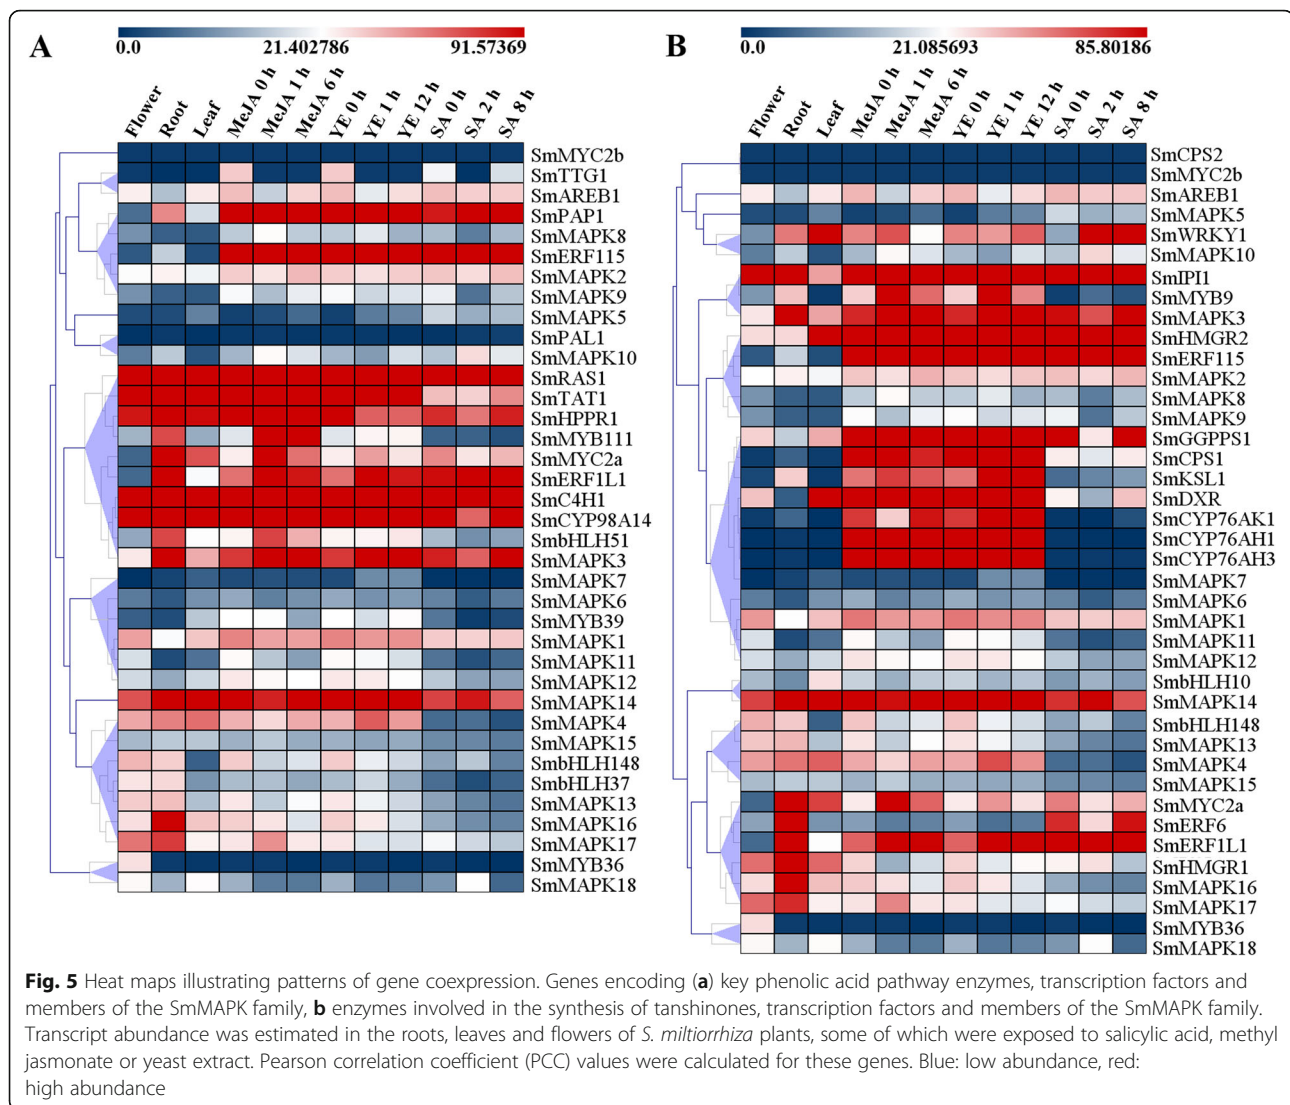 A
0.0 21.402786 91.57369
Flower Root Leaf MeJA 0 h MeJA 1 h MeJA 6 h YE 0 h YE 1 h YE 12 h SA 0 h SA 2 h SA 8 h
SmMYC2b
SmTTG1
SmAREB1
SmPAP1
SmMAPK8
SmERF115
SmMAPK2
SmMAPK9
SmMAPK5
SmPAL1
SmMAPK10
SmRAS1
SmTAT1
SmHPPR1
SmMYB111
SmMYC2a
SmERF1L1
SmC4H1
SmCYP98A14
SmbHLH51
SmMAPK3
SmMAPK7
SmMAPK6
SmMYB39
SmMAPK1
SmMAPK11
SmMAPK12
SmMAPK14
SmMAPK4
SmMAPK15
SmbHLH148
SmbHLH37
SmMAPK13
SmMAPK16
SmMAPK17
SmMYB36
SmMAPK18
B
0.0 21.085693 85.80186
Flower Root Leaf MeJA 0 h MeJA 1 h MeJA 6 h YE 0 h YE 1 h YE 12 h SA 0 h SA 2 h SA 8 h
SmCPS2
SmMYC2b
SmAREB1
SmMAPK5
SmWRKY1
SmMAPK10
SmIPI1
SmMYB9
SmMAPK3
SmHMGR2
SmERF115
SmMAPK2
SmMAPK8
SmMAPK9
SmGGPPS1
SmCPS1
SmKSL1
SmDXR
SmCYP76AK1
SmCYP76AH1
SmCYP76AH3
SmMAPK7
SmMAPK6
SmMAPK1
SmMAPK11
SmMAPK12
SmbHLH10
SmMAPK14
SmbHLH148
SmMAPK13
SmMAPK4
SmMAPK15
SmMYC2a
SmERF6
SmERF1L1
SmHMGR1
SmMAPK16
SmMAPK17
SmMYB36
SmMAPK18
Fig. 5 Heat maps illustrating patterns of gene coexpression. Genes encoding (a) key phenolic acid pathway enzymes, transcription factors and
members of the SmMAPK family, b enzymes involved in the synthesis of tanshinones, transcription factors and members of the SmMAPK family.
Transcript abundance was estimated in the roots, leaves and flowers of S. miltiorrhiza plants, some of which were exposed to salicylic acid, methyl
jasmonate or yeast extract. Pearson correlation coefficient (PCC) values were calculated for these genes. Blue: low abundance, red:
high abundance